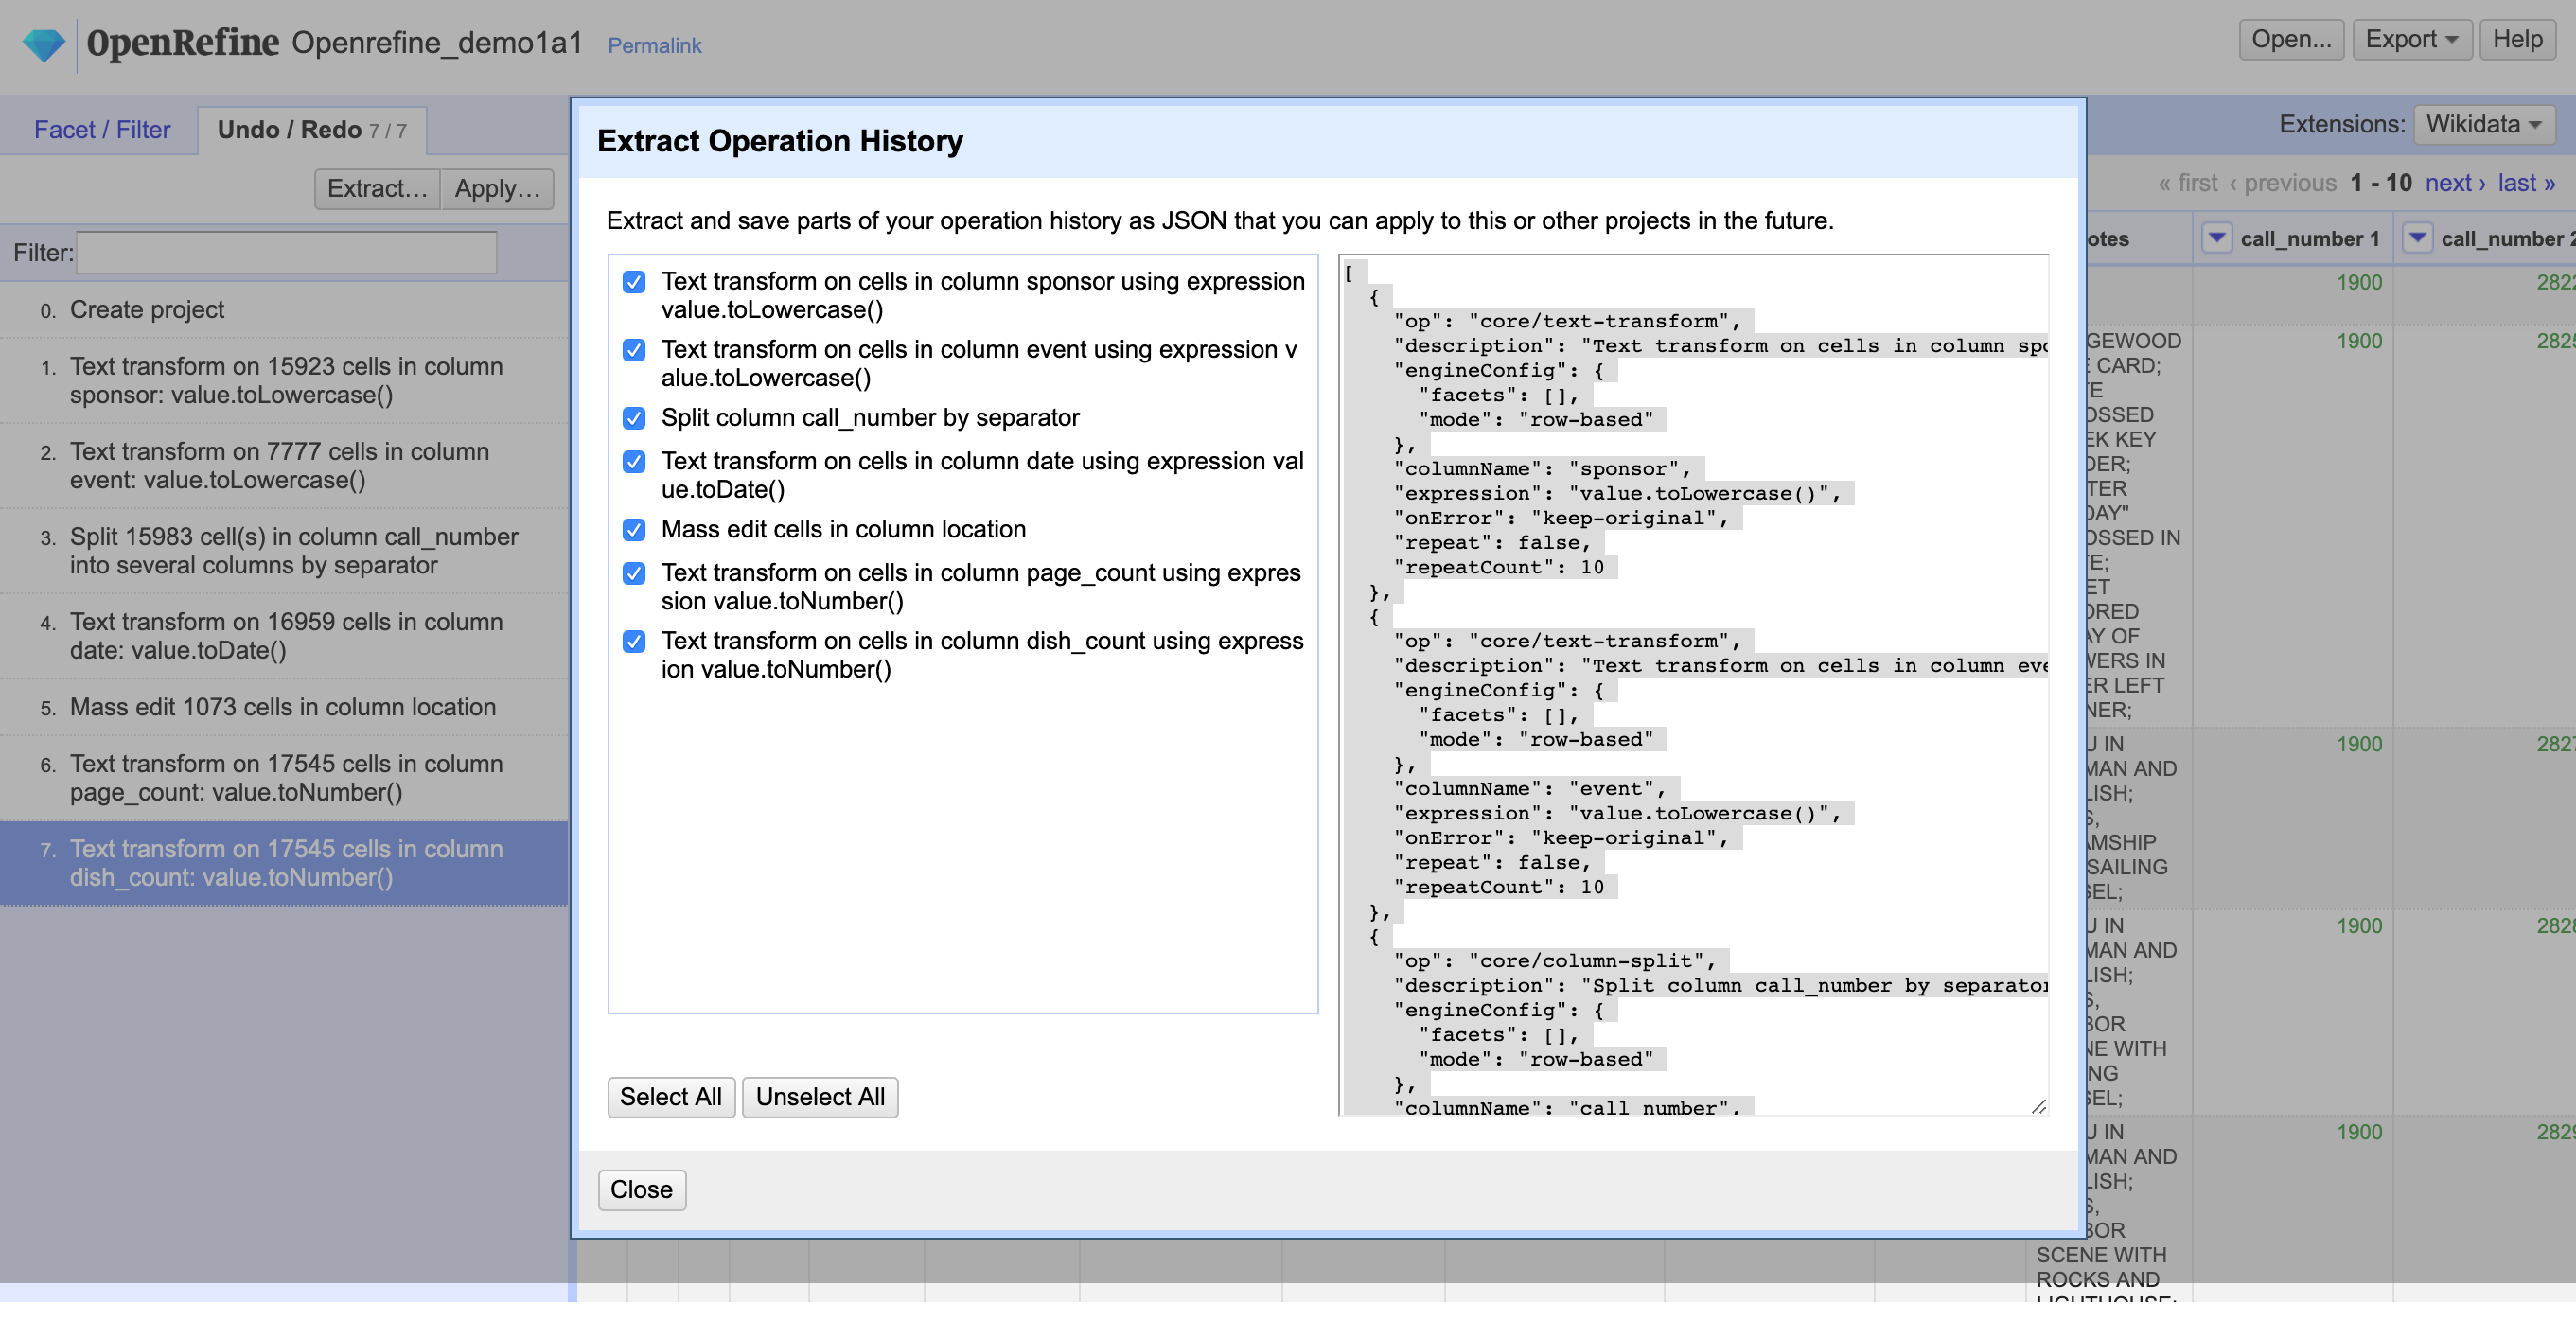 OpenRefine Openrefine_demo1a1 Permalink
Open... Export Help
Facet / Filter
Undo / Redo 7 / 7
Extract... Apply...
Filter:
0. Create project
1. Text transform on 15923 cells in column
sponsor: value.toLowercase()
2. Text transform on 7777 cells in column
event: value.toLowercase()
3. Split 15983 cell(s) in column call_number
into several columns by separator
4. Text transform on 16959 cells in column
date: value.toDate()
5. Mass edit 1073 cells in column location
6. Text transform on 17545 cells in column
page_count: value.toNumber()
7. Text transform on 17545 cells in column
dish_count: value.toNumber()
Extract Operation History
Extract and save parts of your operation history as JSON that you can apply to this or other projects in the future.
Text transform on cells in column sponsor using expression
value.toLowercase()
Text transform on cells in column event using expression v
alue.toLowercase()
Split column call_number by separator
Text transform on cells in column date using expression val
ue.toDate()
Mass edit cells in column location
Text transform on cells in column page_count using expres
sion value.toNumber()
Text transform on cells in column dish_count using express
ion value.toNumber()
Select All Unselect All
Close
[
{
"op": "core/text-transform",
"description": "Text transform on cells in column spo
"engineConfig": {
"facets": [],
"mode": "row-based"
},
"columnName": "sponsor",
"expression": "value.toLowercase()",
"onError": "keep-original",
"repeat": false,
"repeatCount": 10
},
{
"op": "core/text-transform",
"description": "Text transform on cells in column eve
"engineConfig": {
"facets": [],
"mode": "row-based"
},
"columnName": "event",
"expression": "value.toLowercase()",
"onError": "keep-original",
"repeat": false,
"repeatCount": 10
},
{
"op": "core/column-split",
"description": "Split column call_number by separator
"engineConfig": {
"facets": [],
"mode": "row-based"
},
"columnName": "call_number",
Extensions: Wikidata
« first ‹ previous 1 - 10 next › last »
otes call_number 1 call_number 2
1900 2822
GEWOOD 1900
CARD;
OSSED
EK KEY
DER;
TER
DAY"
OSSED IN
E;
ET
ORED
AY OF
WERS IN
ER LEFT
NER;
U IN 1900 2827
MAN AND
LISH;
S,
AMSHIP
SAILING
SEL;
U IN 1900 2828
MAN AND
LISH;
S,
BOR
NE WITH
NG
SEL;
U IN 1900 2829
MAN AND
LISH;
S,
BOR
SCENE WITH
ROCKS AND
LIGHTHOUSE;